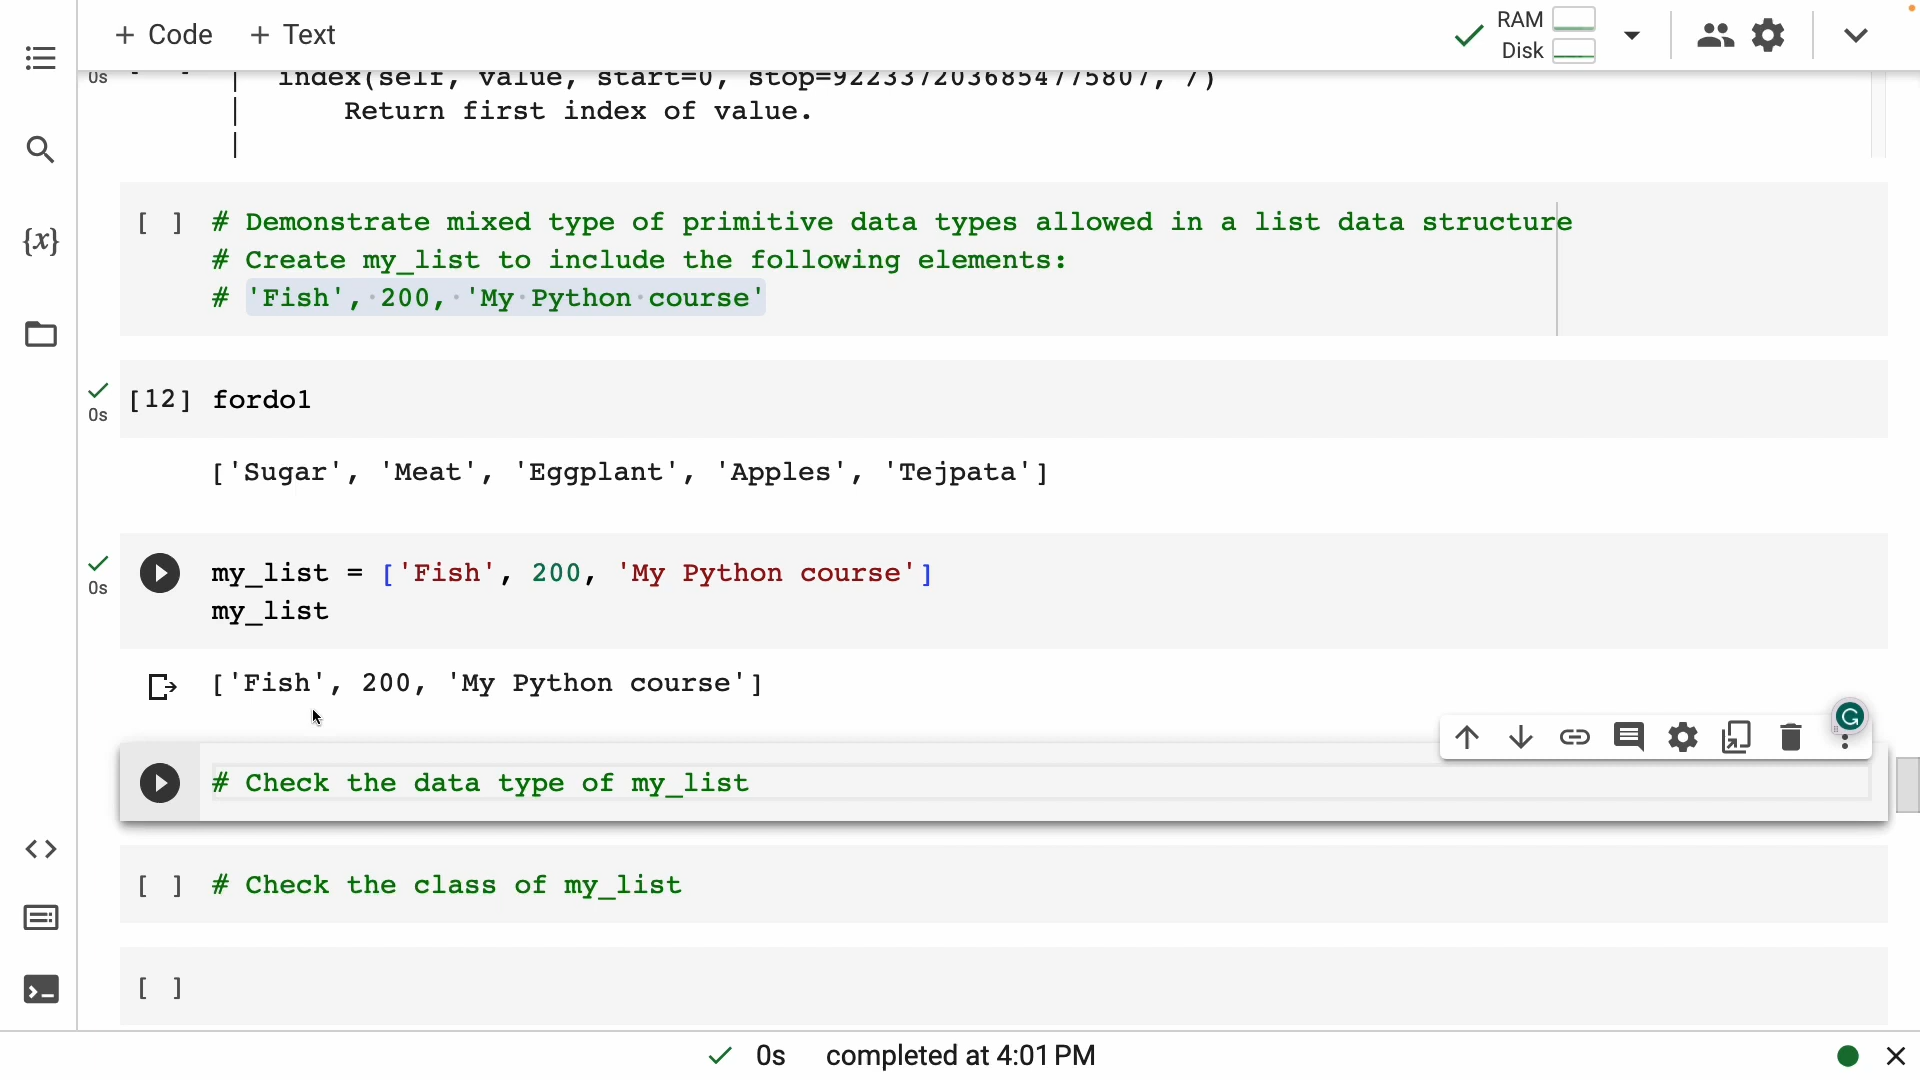 + Code + Text
RAM
Disk
0s
index(self, value, start=0, stop=9223372036854775807, /)
Return first index of value.
[ ] # Demonstrate mixed type of primitive data types allowed in a list data structure
# Create my_list to include the following elements:
# 'Fish', 200, 'My Python course'
[12] fordo1
0s
['Sugar', 'Meat', 'Eggplant', 'Apples', 'Tejpata']
my_list = ['Fish', 200, 'My Python course']
0s
my_list
['Fish', 200, 'My Python course']
# Check the data type of my_list
[ ] # Check the class of my_list
[ ]
0s completed at 4:01 PM